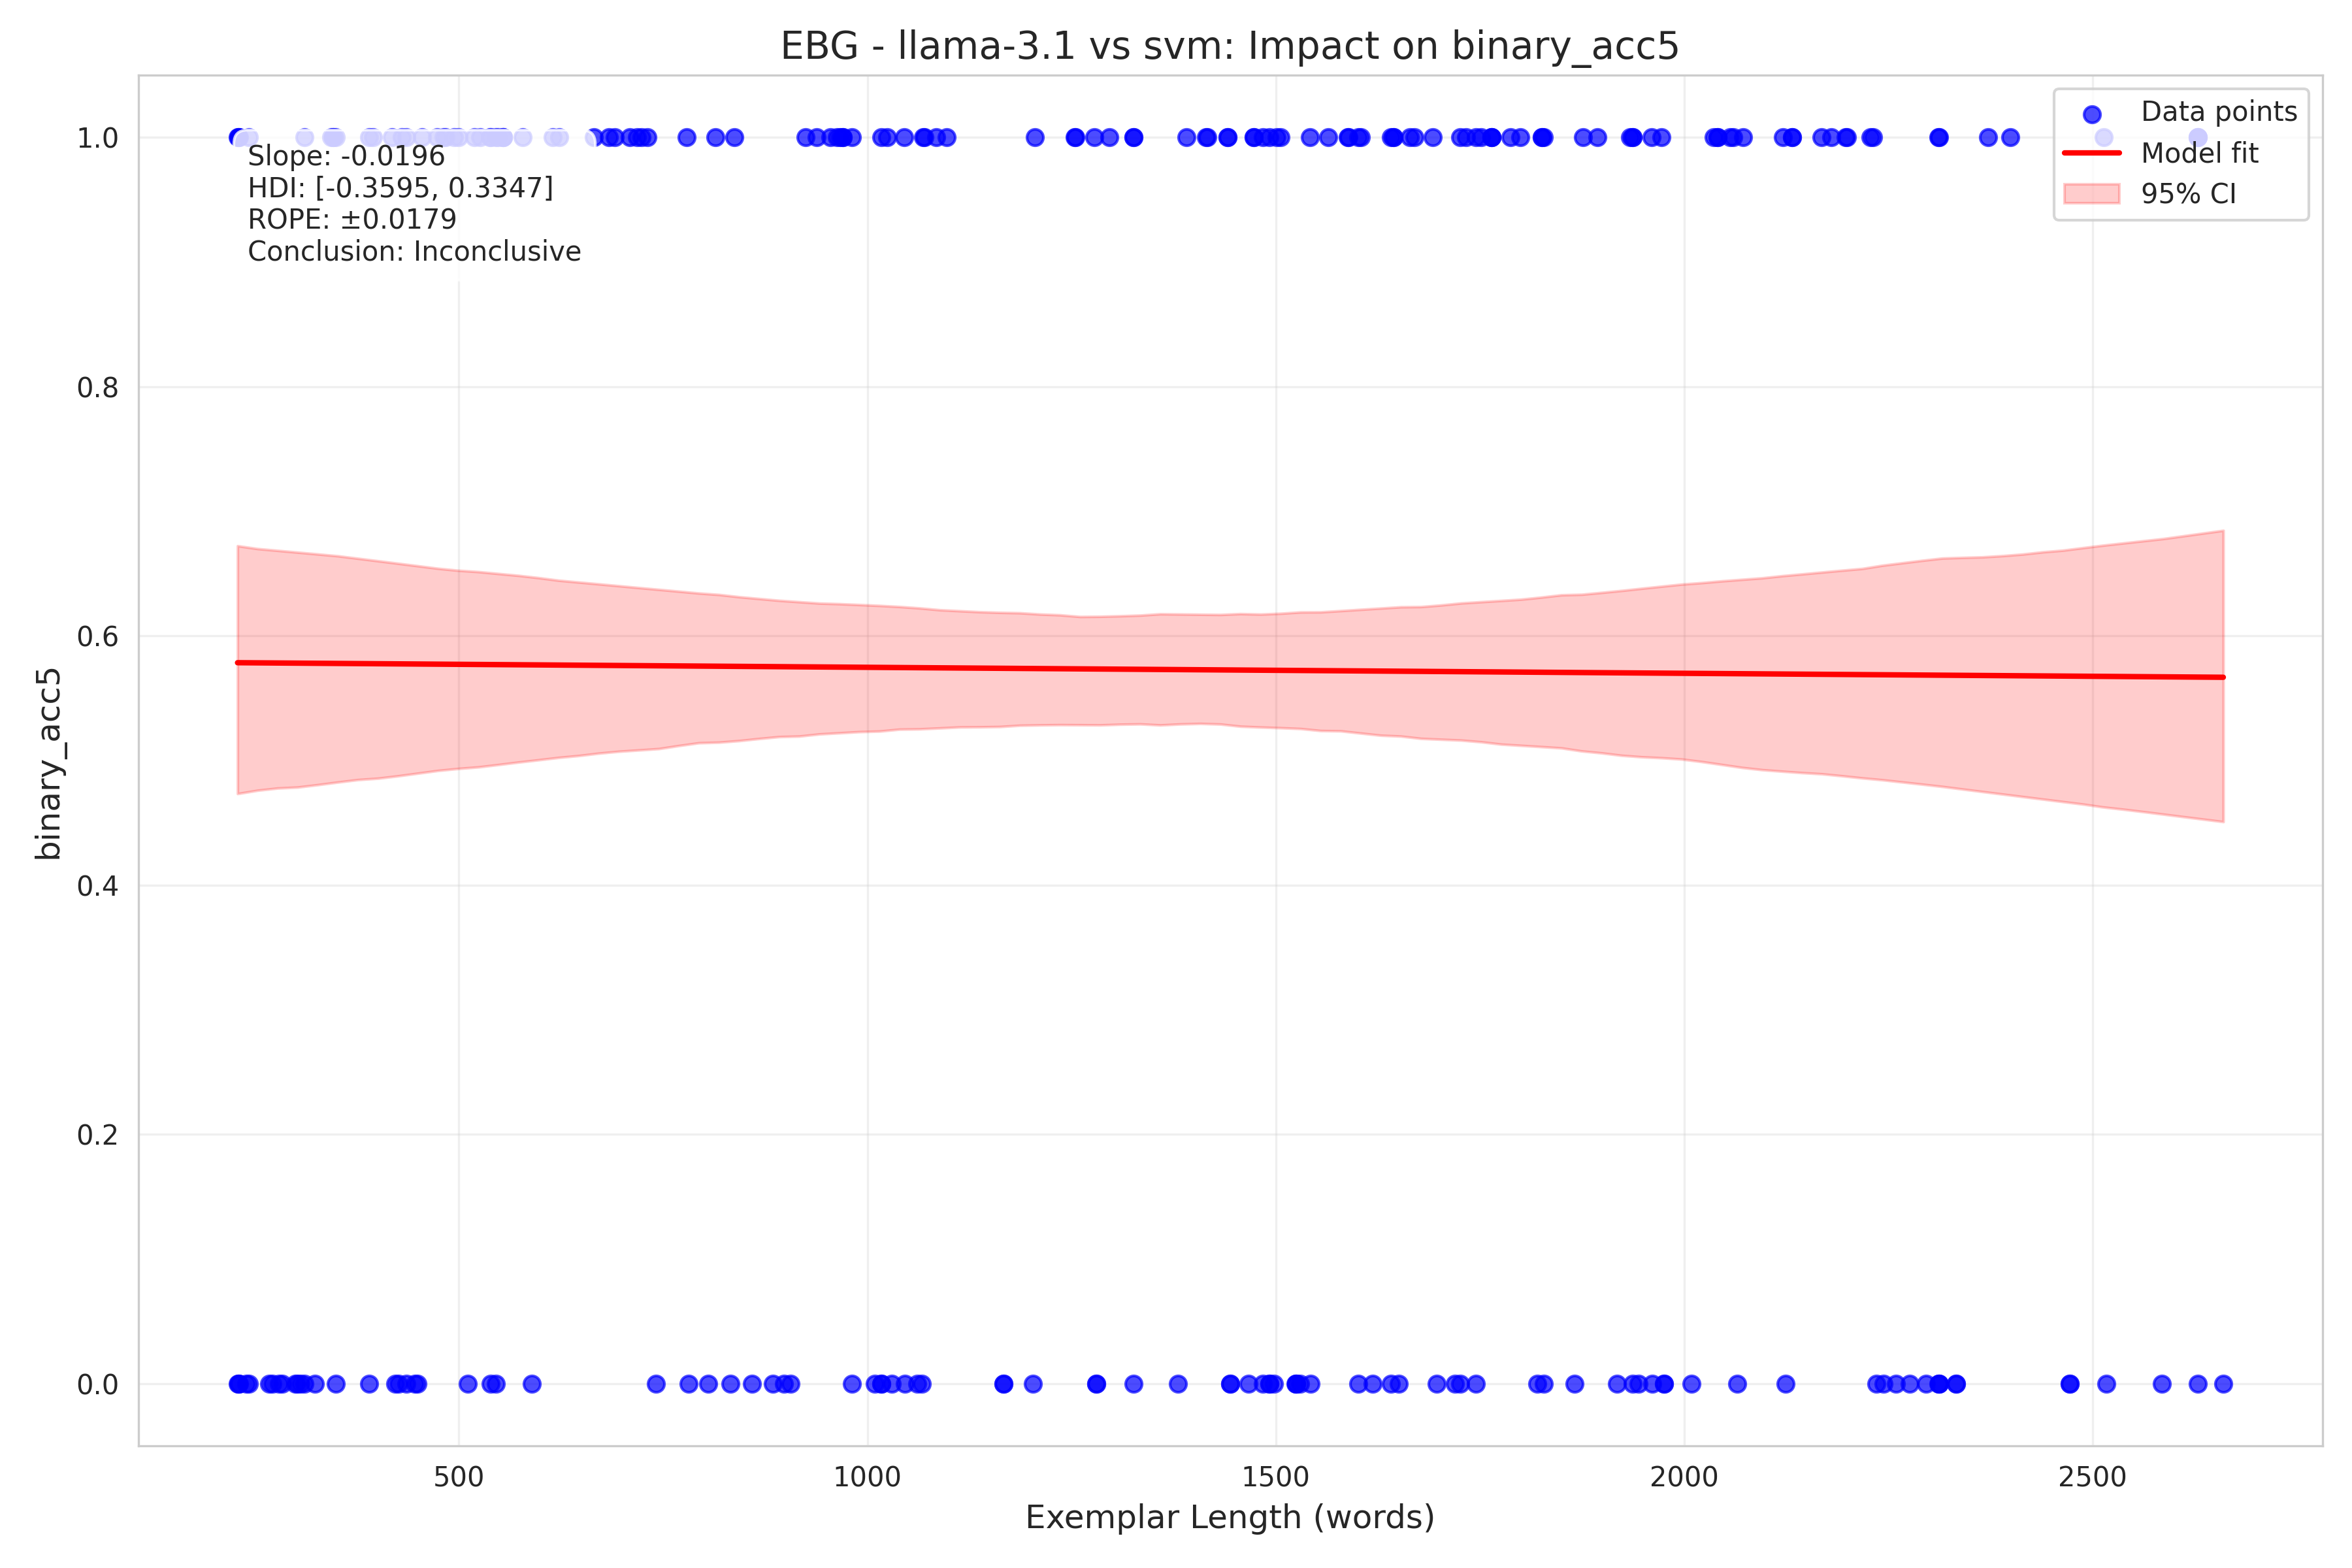 EBG - llama-3.1 vs svm: Impact on binary_acc5
Slope: -0.0196
HDI: [-0.3595, 0.3347]
ROPE: ±0.0179
Conclusion: Inconclusive
Data points
Model fit
95% CI
binary_acc5
1.0
0.8
0.6
0.4
0.2
0.0
500
1000
1500
2000
2500
Exemplar Length (words)